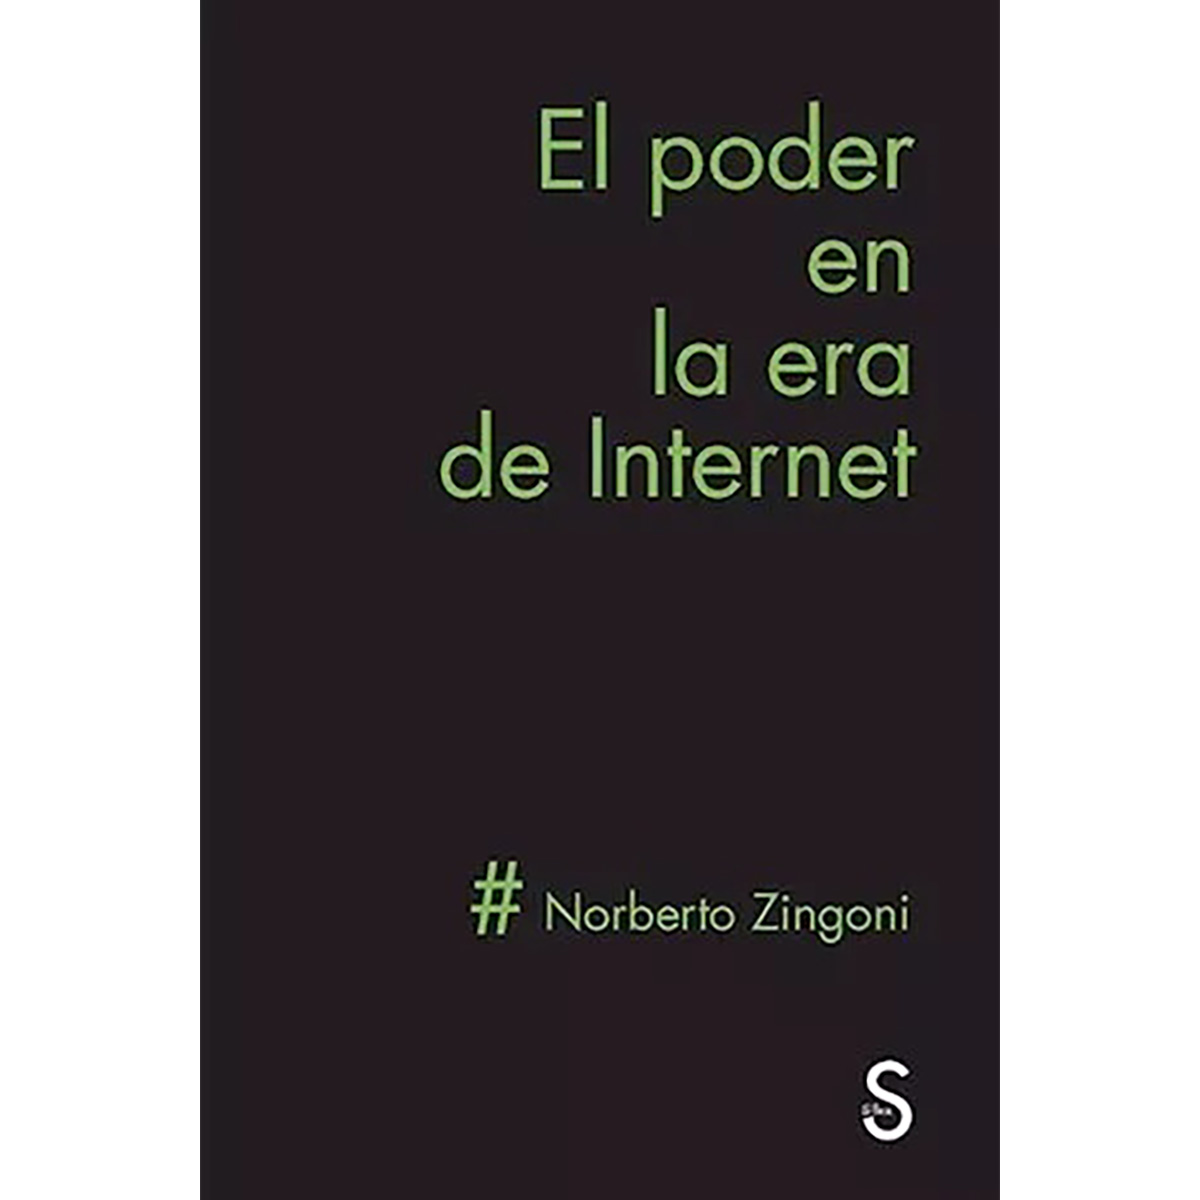 El poder
en
la era
de Internet
# Norberto Zingoni
S